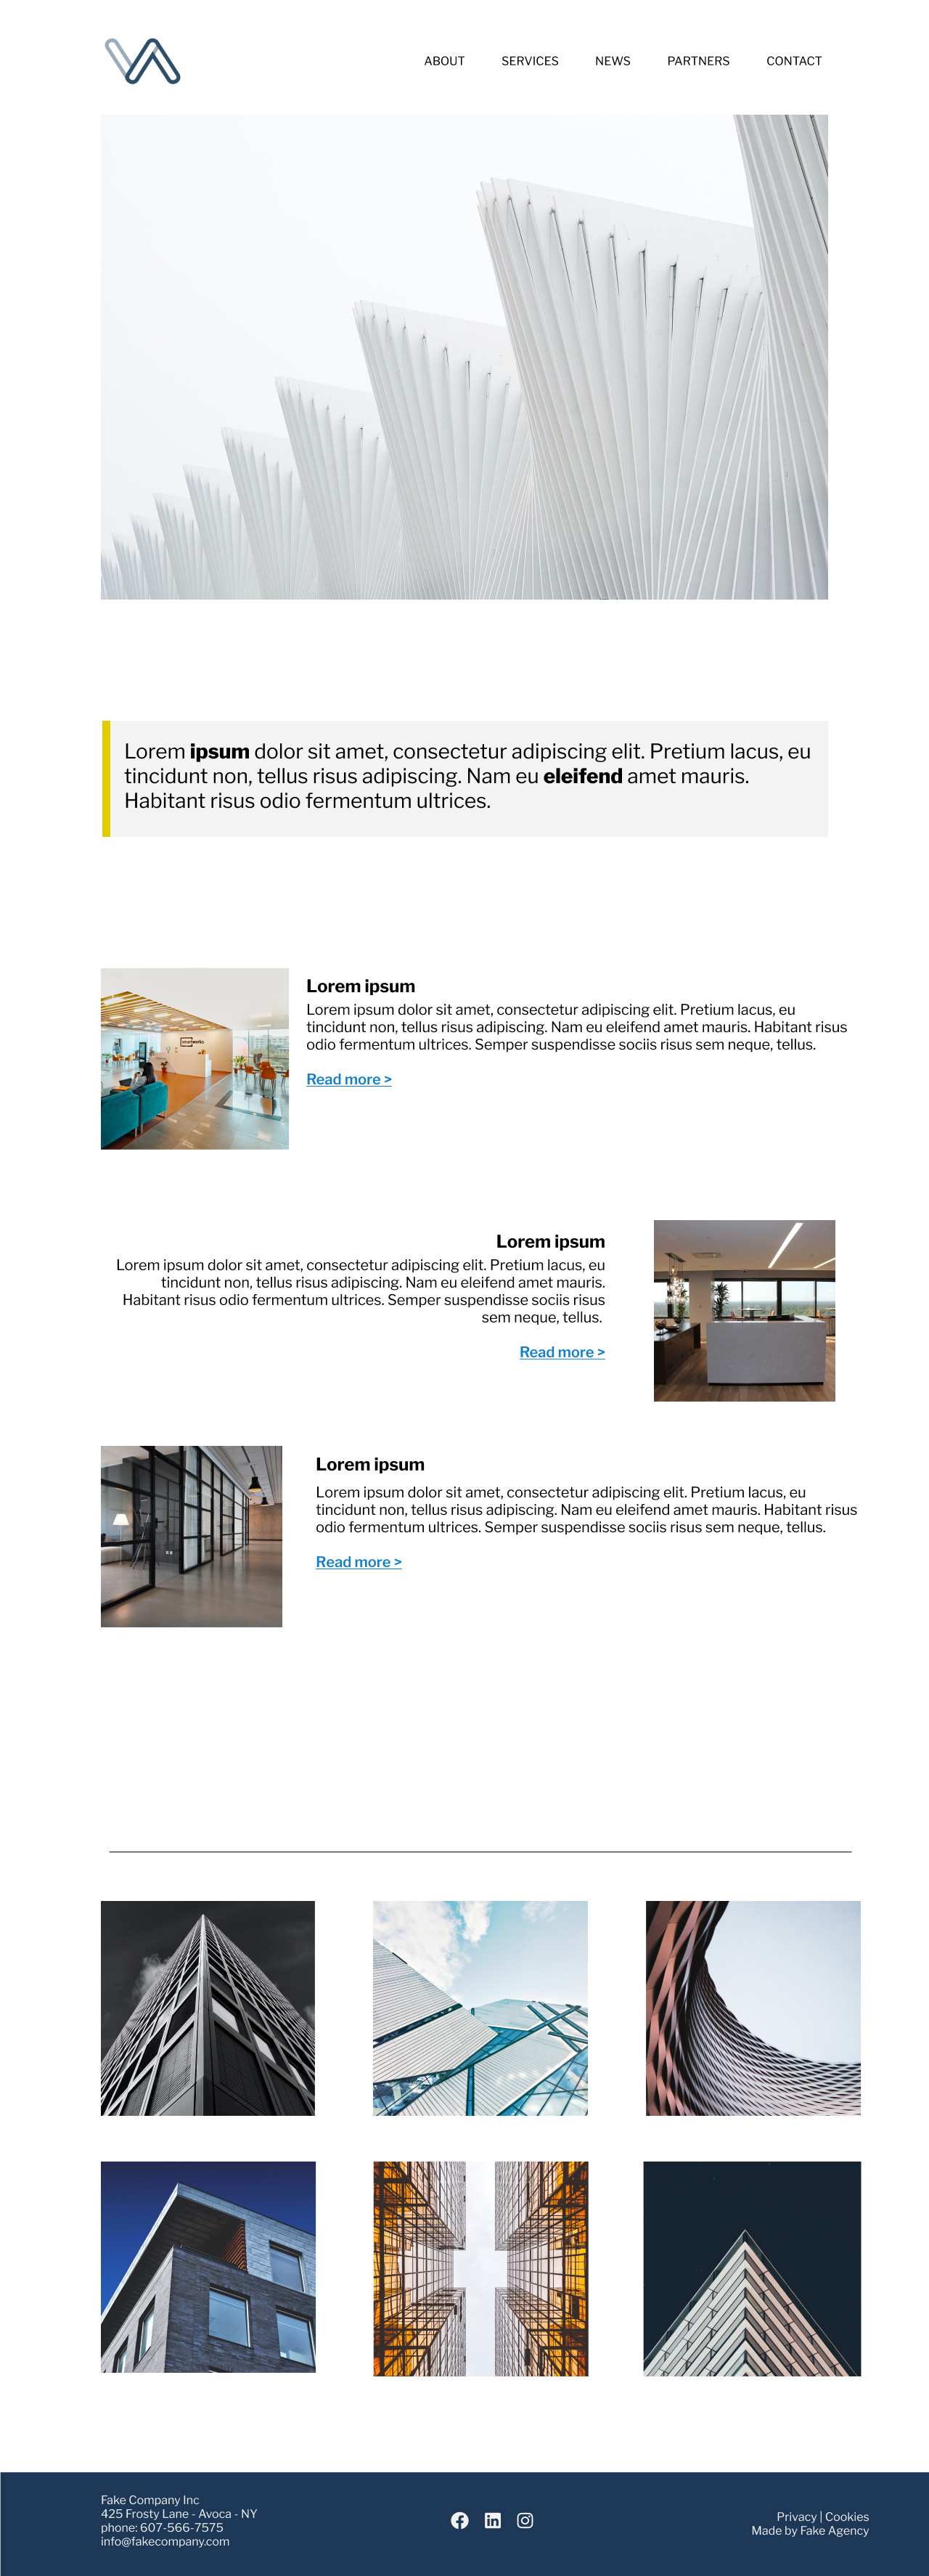 ABOUT SERVICES NEWS PARTNERS CONTACT
Lorem ipsum dolor sit amet, consectetur adipiscing elit. Pretium lacus, eu
tincidunt non, tellus risus adipiscing. Nam eu eleifend amet mauris.
Habitant risus odio fermentum ultrices.
Lorem ipsum
Lorem ipsum dolor sit amet, consectetur adipiscing elit. Pretium lacus, eu
tincidunt non, tellus risus adipiscing. Nam eu eleifend amet mauris. Habitant risus
odio fermentum ultrices. Semper suspendisse sociis risus sem neque, tellus.
Read more >
Lorem ipsum
Lorem ipsum dolor sit amet, consectetur adipiscing elit. Pretium lacus, eu
tincidunt non, tellus risus adipiscing. Nam eu eleifend amet mauris.
Habitant risus odio fermentum ultrices. Semper suspendisse sociis risus
sem neque, tellus.
Read more >
Lorem ipsum
Lorem ipsum dolor sit amet, consectetur adipiscing elit. Pretium lacus, eu
tincidunt non, tellus risus adipiscing. Nam eu eleifend amet mauris. Habitant risus
odio fermentum ultrices. Semper suspendisse sociis risus sem neque, tellus.
Read more >
Fake Company Inc
425 Frosty Lane - Avoca - NY
phone: 607-566-7575
info@fakecompany.com
Privacy | Cookies
Made by Fake Agency